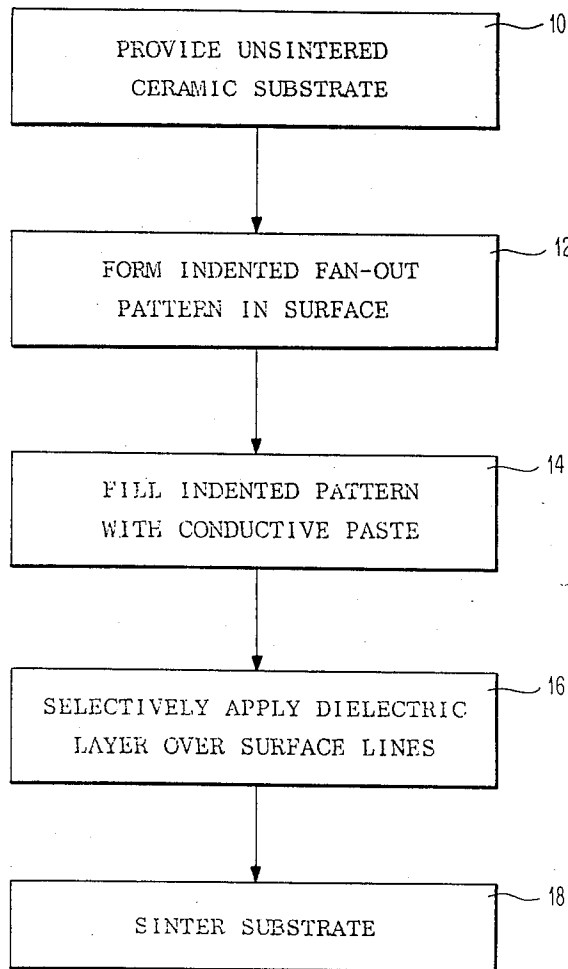 10
PROVIDE UNSINTERED
CERAMIC SUBSTRATE
12
FORM INDENTED FAN-OUT
PATTERN IN SURFACE
14
FILL INDENTED PATTERN
WITH CONDUCTIVE PASTE
16
SELECTIVELY APPLY DIELECTRIC
LAYER OVER SURFACE LINES
18
SINTER SUBSTRATE